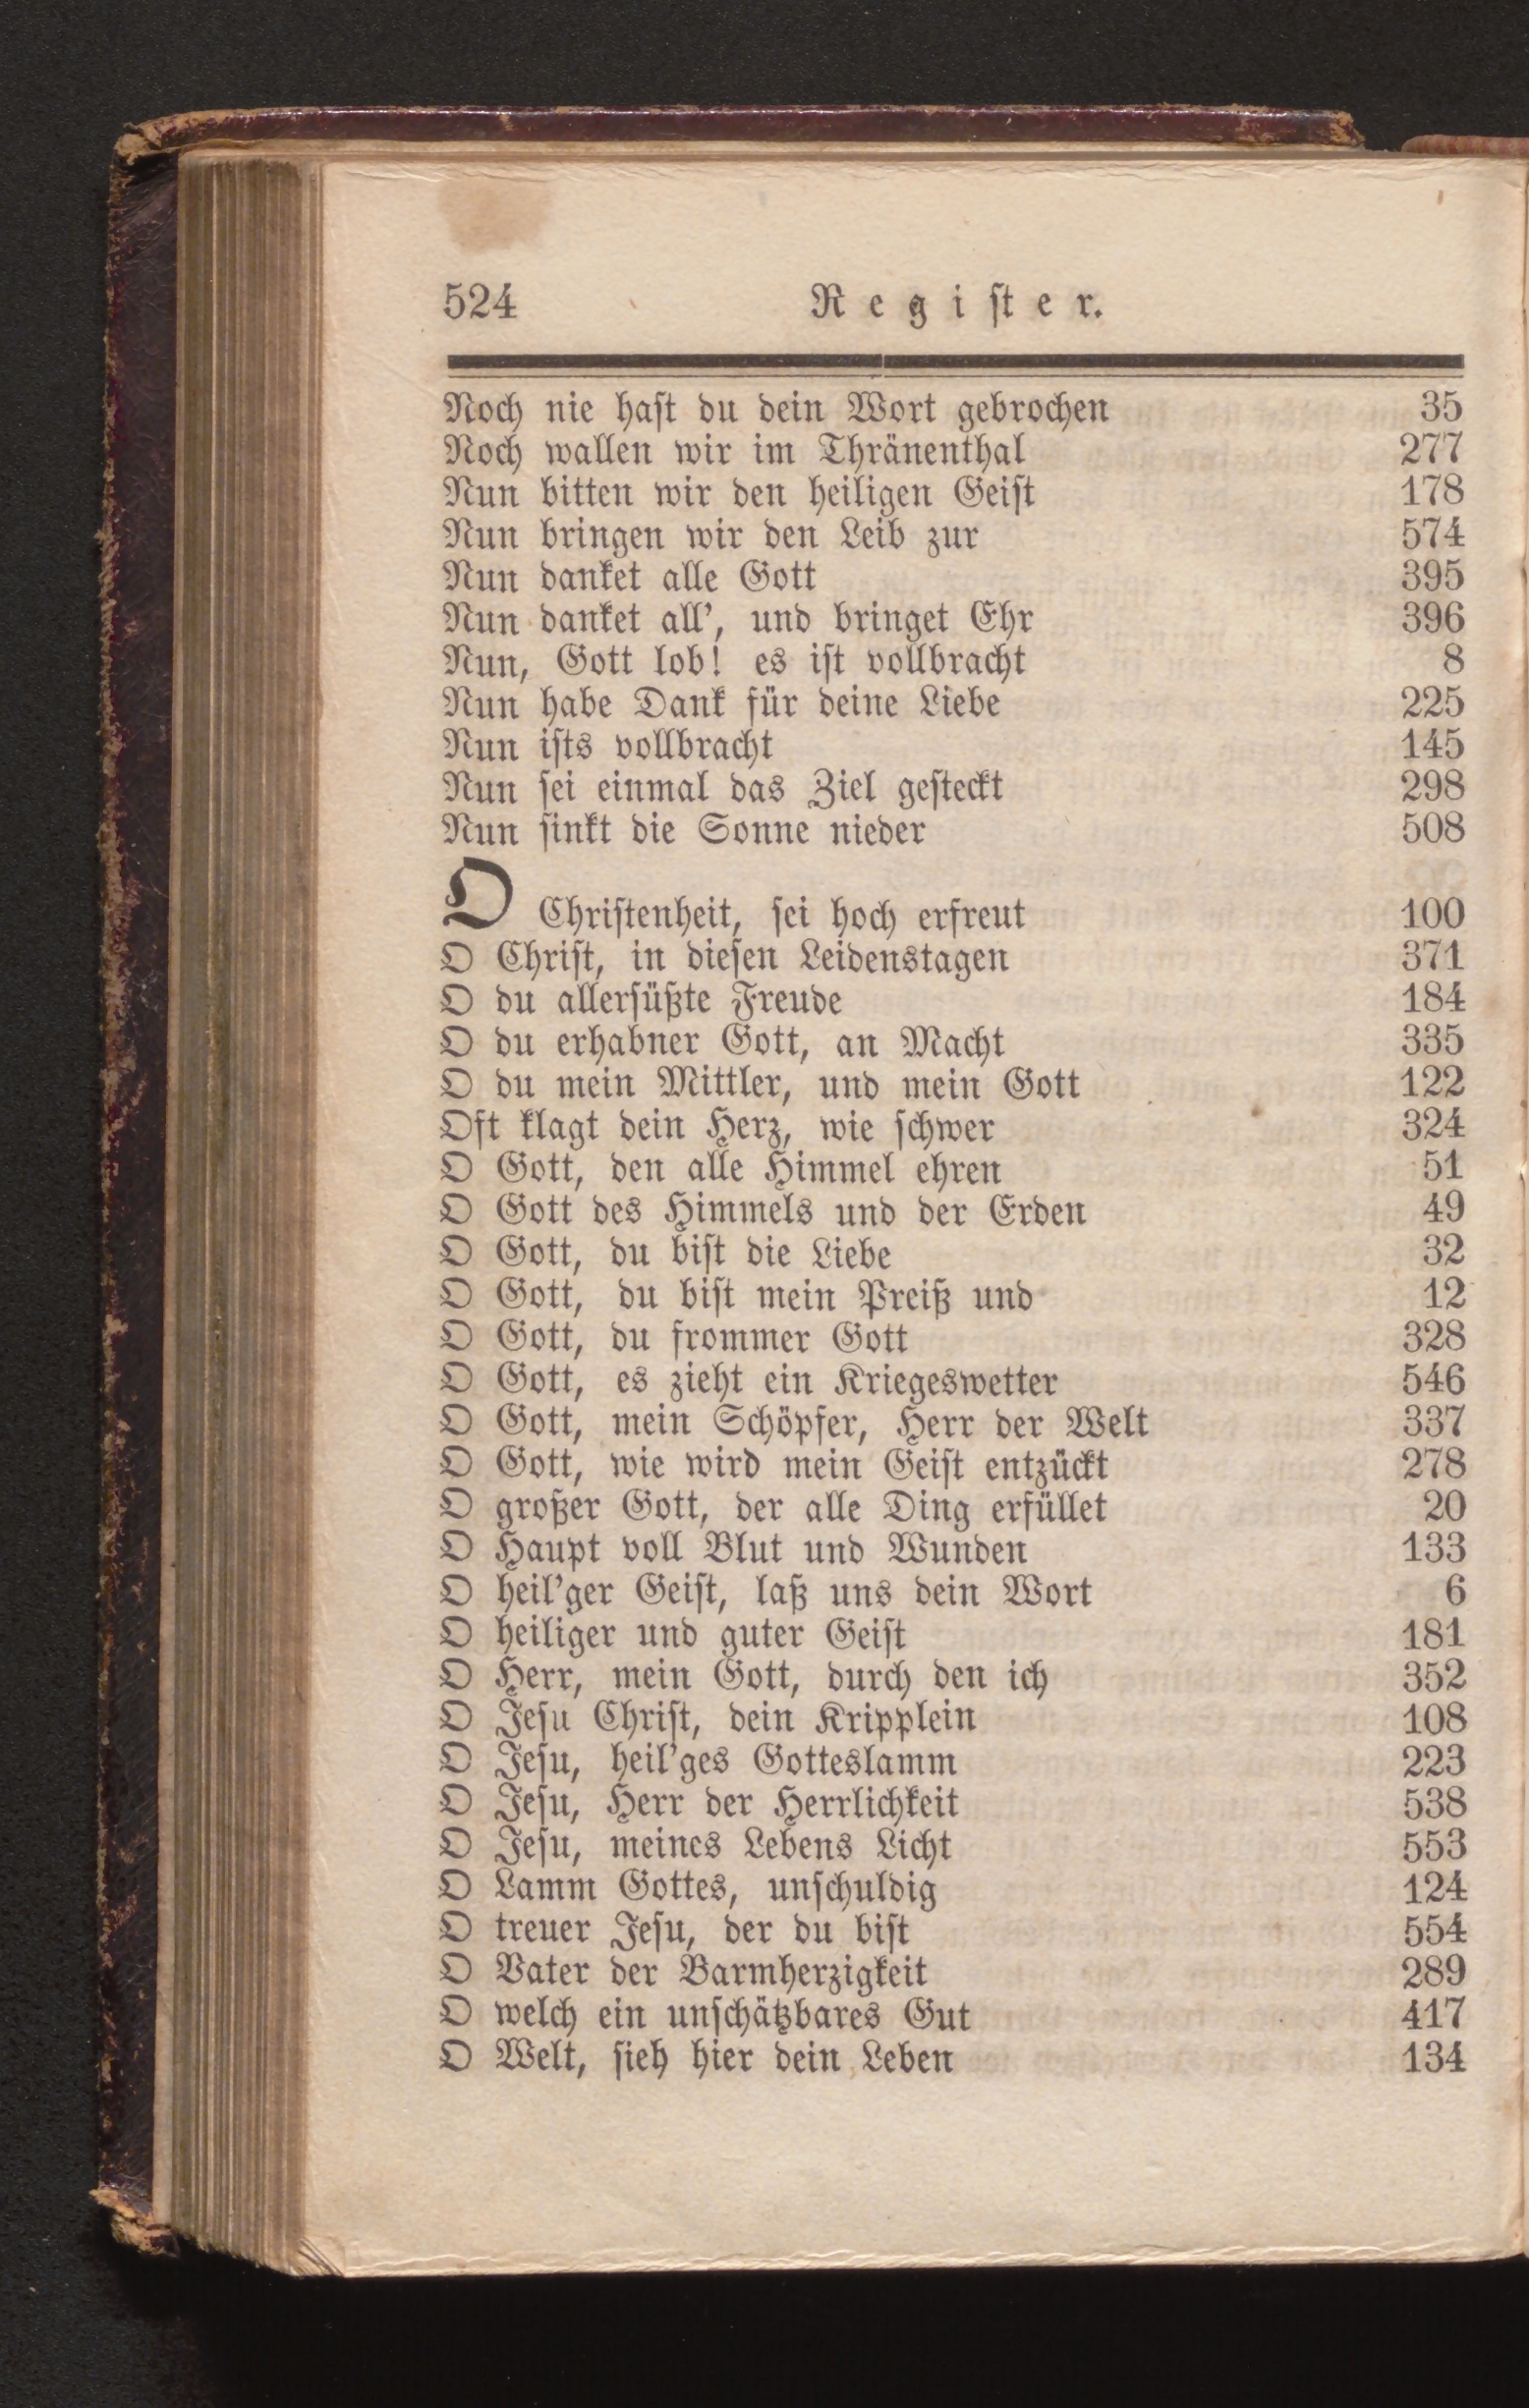 524 Regiſter.
Noch nie haſt du dein Wort gebrochen 35
Noch wallen wir im Thränenthal 277
Nun bitten wir den heiligen Geiſt 178
Nun bringen wir den Leib zur 574
Nun danket alle Gott 395
Nun danket all’, und bringet Ehr 396
Nun, Gott lob! es iſt vollbracht 8
Nun habe Dank für deine Liebe 225
Nun iſts vollbracht 145
Nun ſei einmal das Ziel geſteckt 298
Nun ſinkt die Sonne nieder 508
O Chriſtenheit, ſei hoch erfreut 100
O Chriſt, in dieſen Leidenstagen 371
O du allerſüßte Freude 184
O du erhabner Gott, an Macht 335
O du mein Mittler, und mein Gott 122
Oft klagt dein Herz, wie ſchwer 324
O Gott, den alle Himmel ehren 51
O Gott des Himmels und der Erden 49
O Gott, du biſt die Liebe 32
O Gott, du biſt mein Preiß und 12
O Gott, du frommer Gott 328
O Gott, es zieht ein Kriegeswetter 546
O Gott, mein Schöpfer, Herr der Welt 337
O Gott, wie wird mein Geiſt entzückt 278
O großer Gott, der alle Ding erfüllet 20
O Haupt voll Blut und Wunden 133
O heil’ger Geiſt, laß uns dein Wort 6
O heiliger und guter Geiſt 181
O Herr, mein Gott, durch den ich 352
O Jeſu Chriſt, dein Kripplein 108
O Jeſu, heil’ges Gotteslamm 223
O Jeſu, Herr der Herrlichkeit 538
O Jeſu, meines Lebens Licht 553
O Lamm Gottes, unſchuldig 124
O treuer Jeſu, der du biſt 554
O Vater der Barmherzigkeit 289
O welch ein unſchätzbares Gut 417
O Welt, ſieh hier dein Leben 134